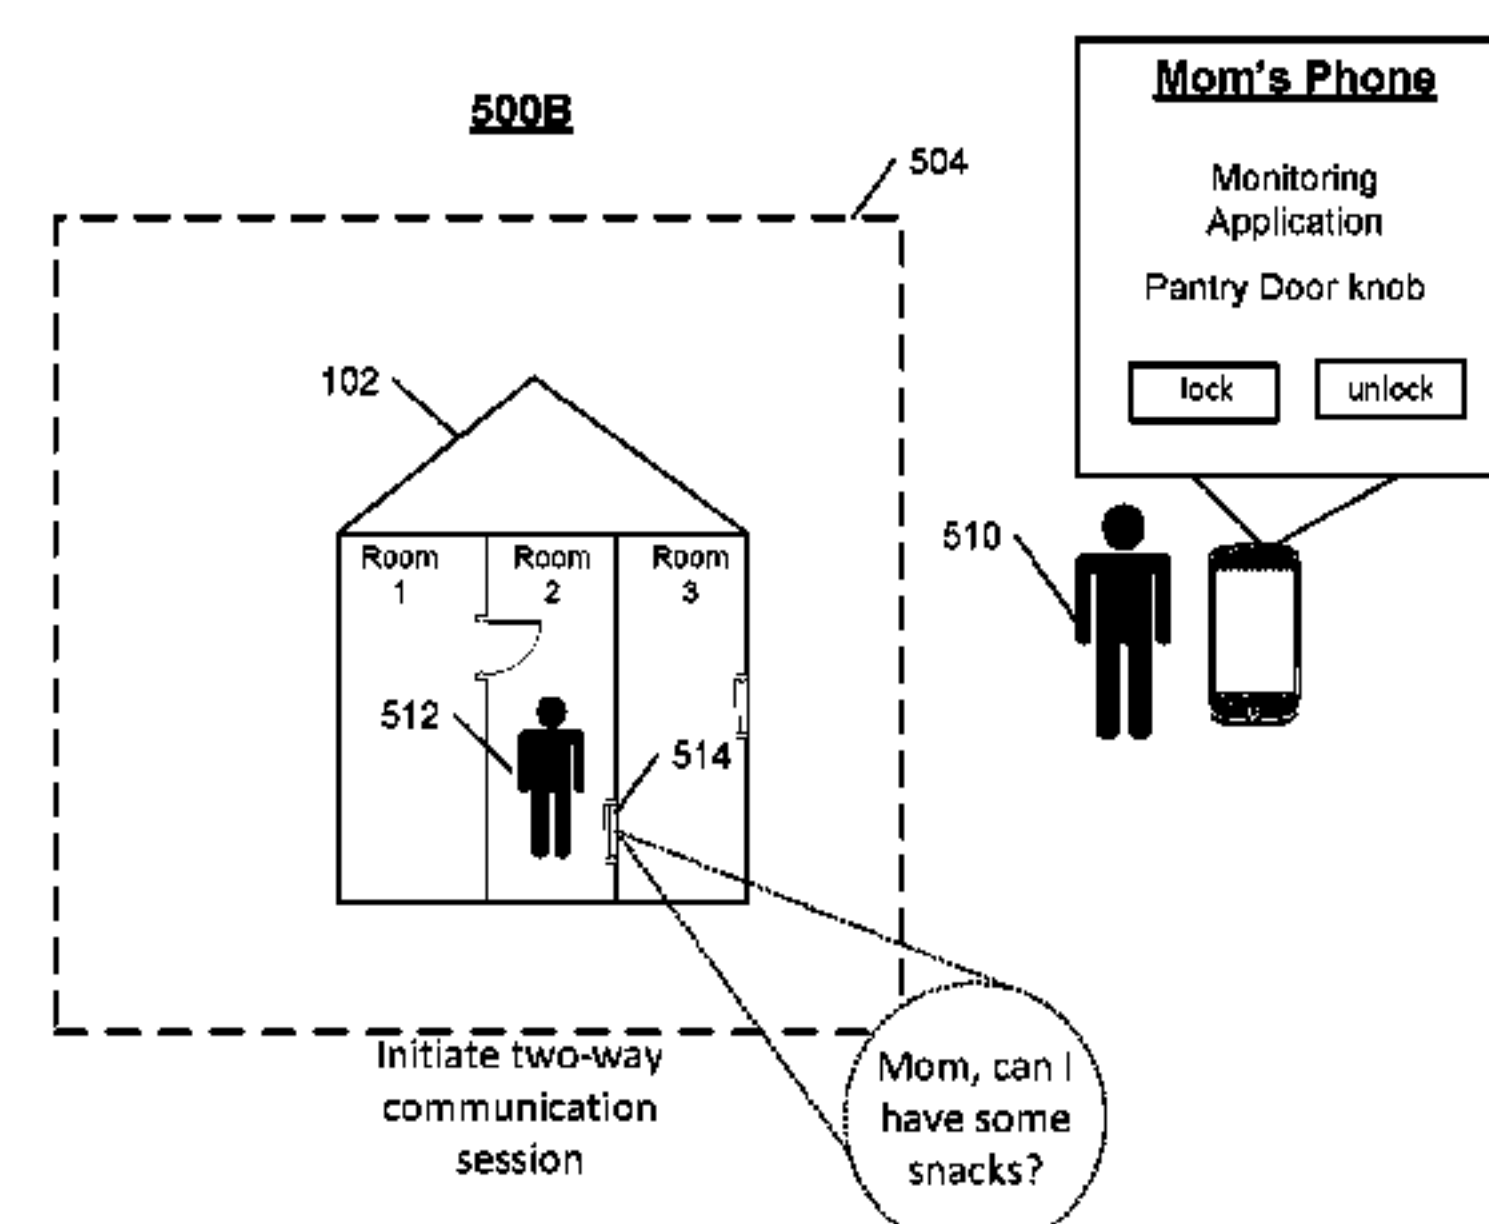 500B
504
Mom's Phone
Monitoring
Application
Pantry Door knob
lock
unlock
102
Room
1
Room
2
Room
3
510
512
514
Initiate two-way
communication
session
Mom, can I
have some
snacks?